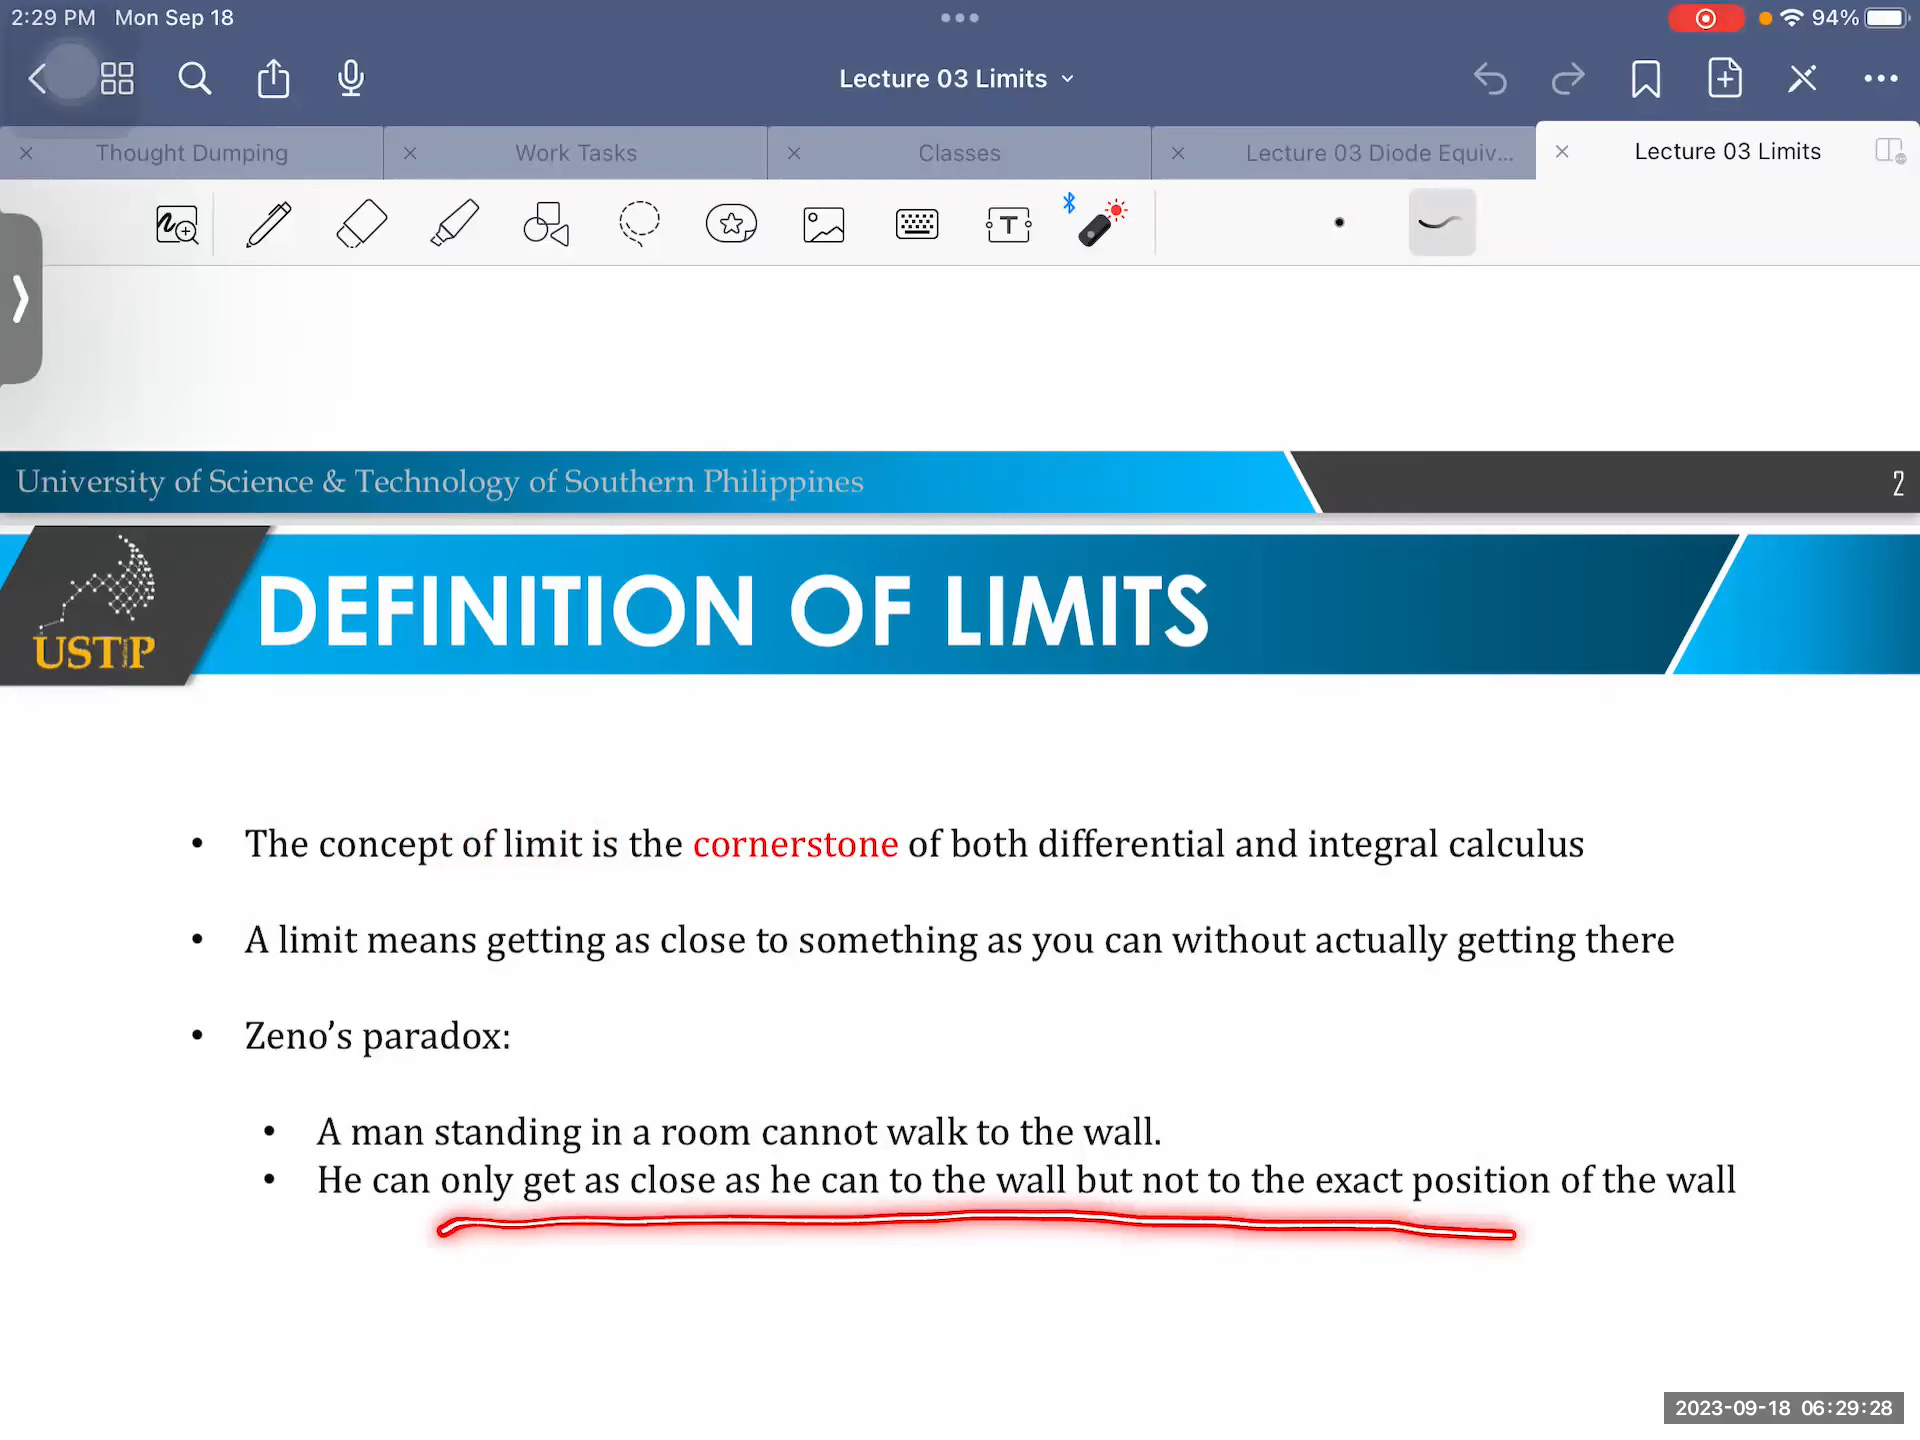 2:29 PM Mon Sep 18
94%
Lecture 03 Limits
Thought Dumping
Work Tasks
Classes
Lecture 03 Diode Equiv...
Lecture 03 Limits
T
University of Science & Technology of Southern Philippines
2
USTP
DEFINITION OF LIMITS
• The concept of limit is the cornerstone of both differential and integral calculus
• A limit means getting as close to something as you can without actually getting there
• Zeno’s paradox:
• A man standing in a room cannot walk to the wall.
• He can only get as close as he can to the wall but not to the exact position of the wall
2023-09-18 06:29:28